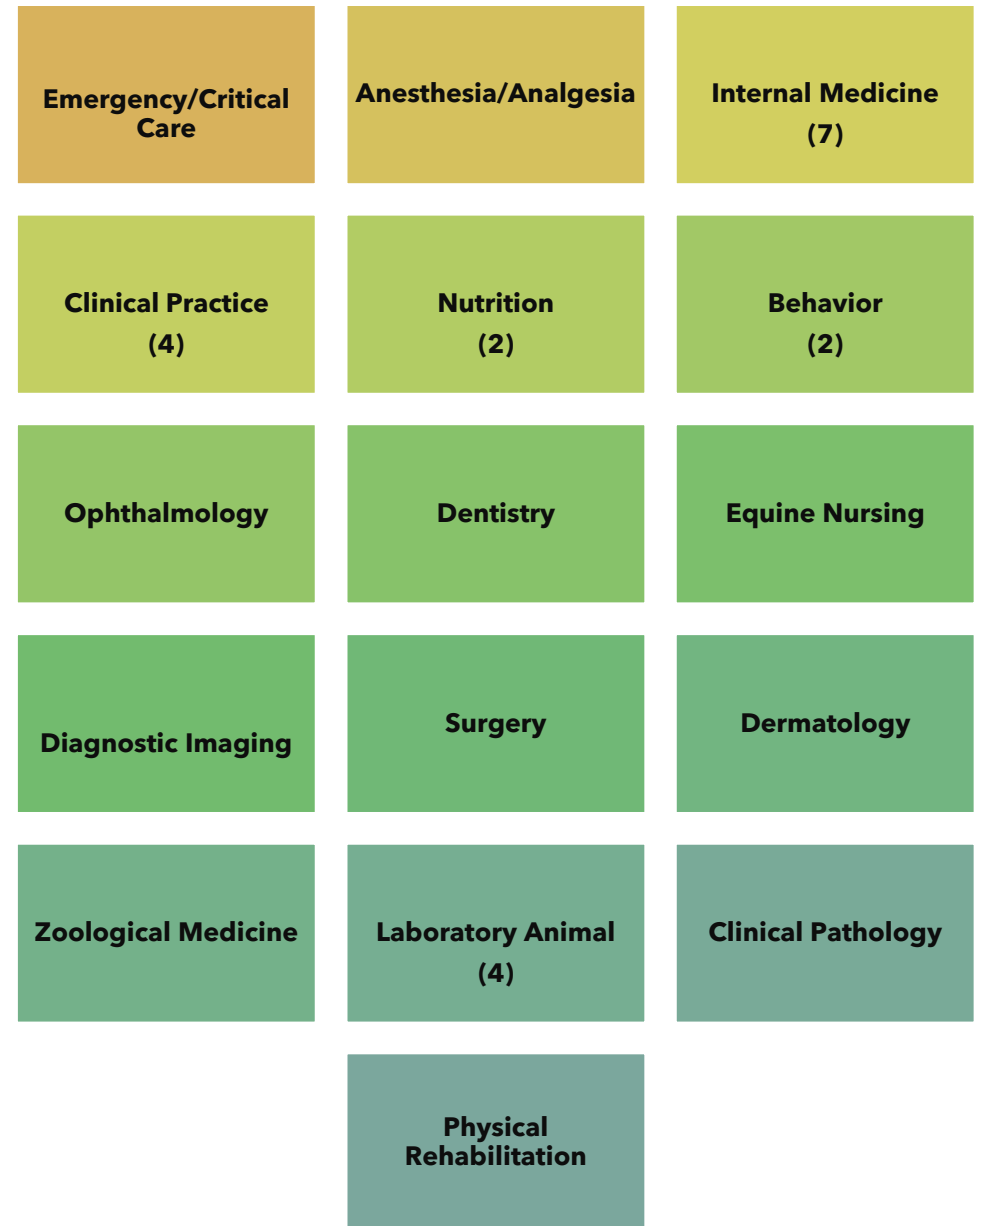 Emergency/Critical
Care
Anesthesia/Analgesia
Internal Medicine
(7)
Clinical Practice
(4)
Nutrition
(2)
Behavior
(2)
Ophthalmology
Dentistry
Equine Nursing
Diagnostic Imaging
Surgery
Dermatology
Zoological Medicine
Laboratory Animal
(4)
Clinical Pathology
Physical
Rehabilitation